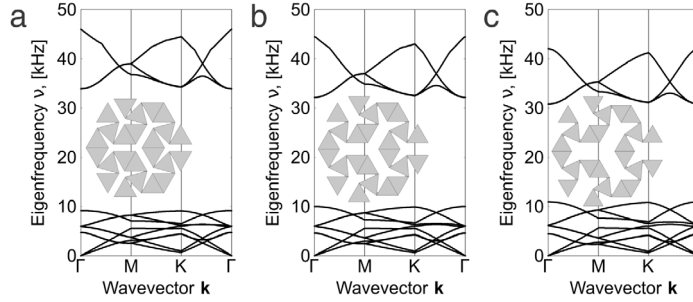 a
Eigenfrequency ν, [kHz]
50
40
30
20
10
0
Γ M K Γ
Wavevector k
b
Eigenfrequency ν, [kHz]
50
40
30
20
10
0
Γ M K Γ
Wavevector k
c
Eigenfrequency ν, [kHz]
50
40
30
20
10
0
Γ M K Γ
Wavevector k